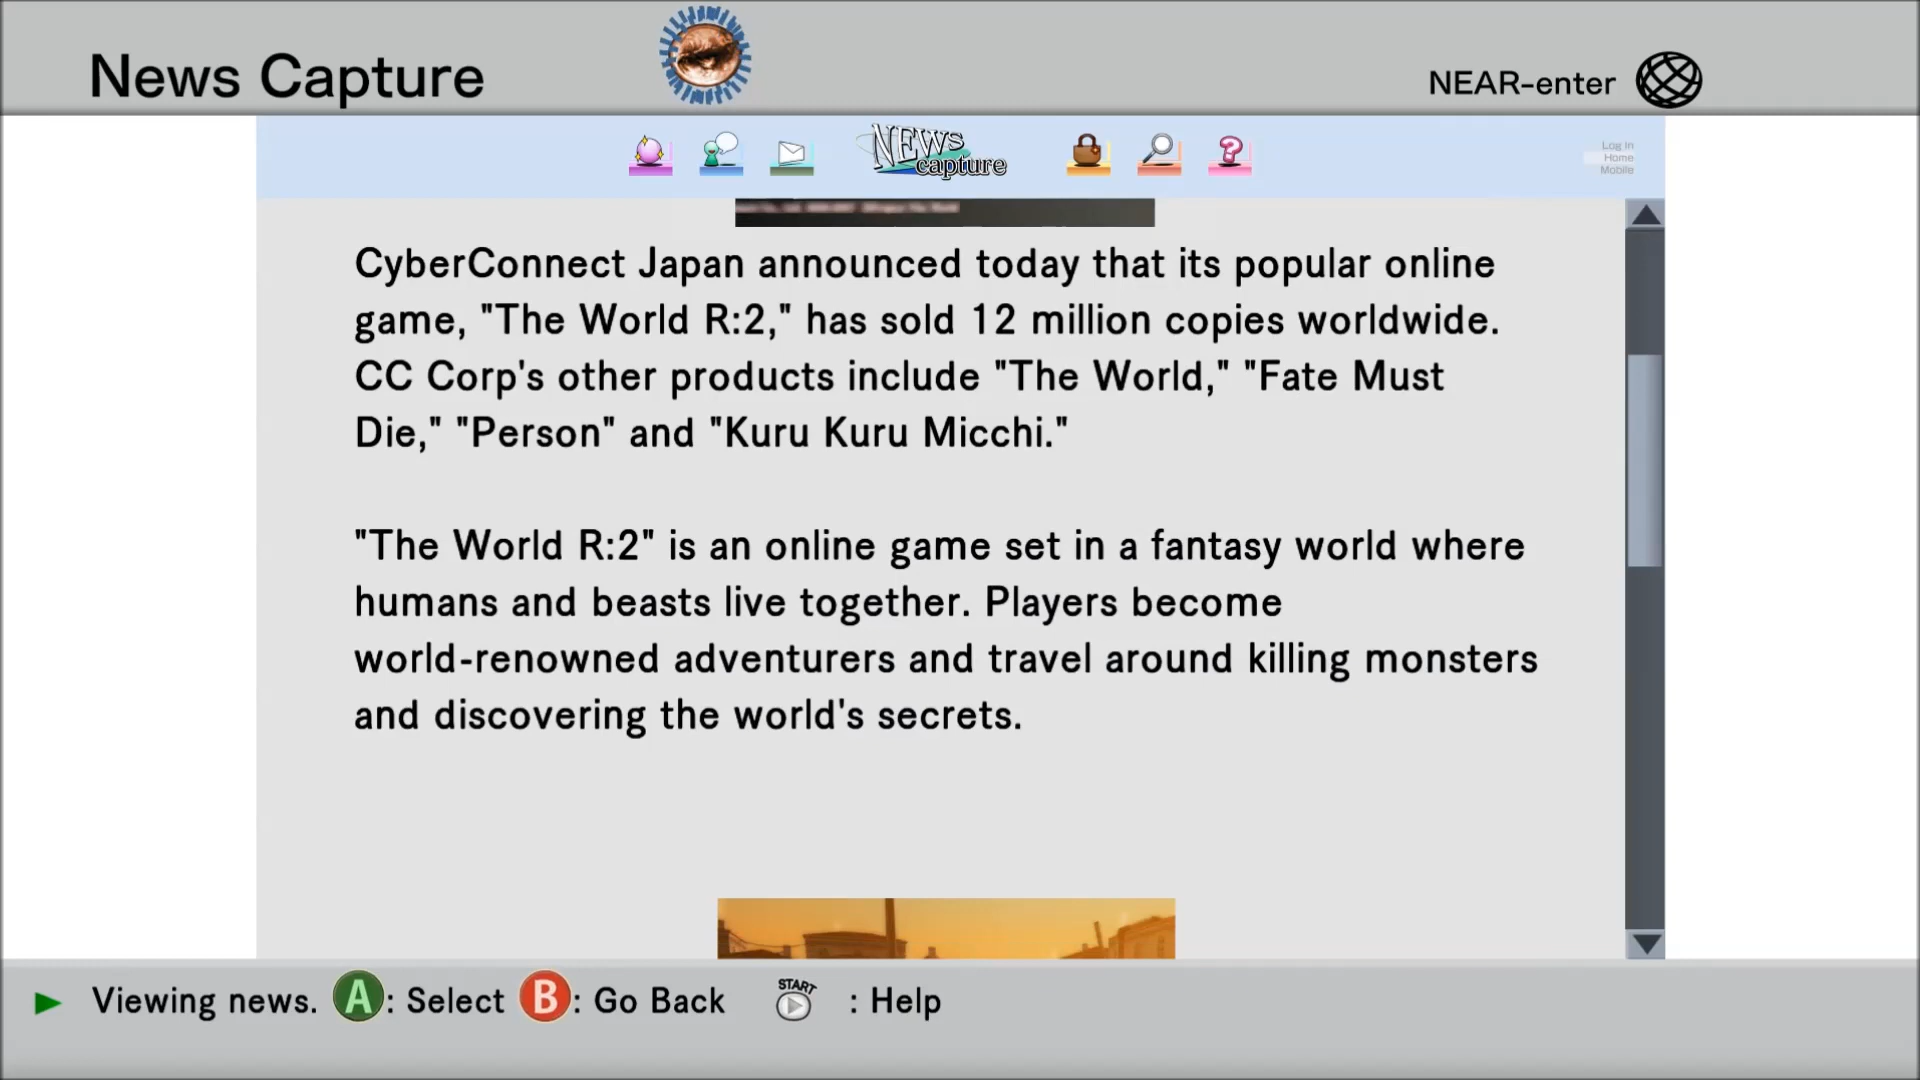 News Capture
NEAR-enter
NEWS
capture
Log In
Home
Mobile
CyberConnect Japan announced today that its popular online
game, "The World R:2," has sold 12 million copies worldwide.
CC Corp's other products include "The World," "Fate Must
Die," "Person" and "Kuru Kuru Micchi."
"The World R:2" is an online game set in a fantasy world where
humans and beasts live together. Players become
world-renowned adventurers and travel around killing monsters
and discovering the world's secrets.
Viewing news. A: Select B: Go Back START : Help